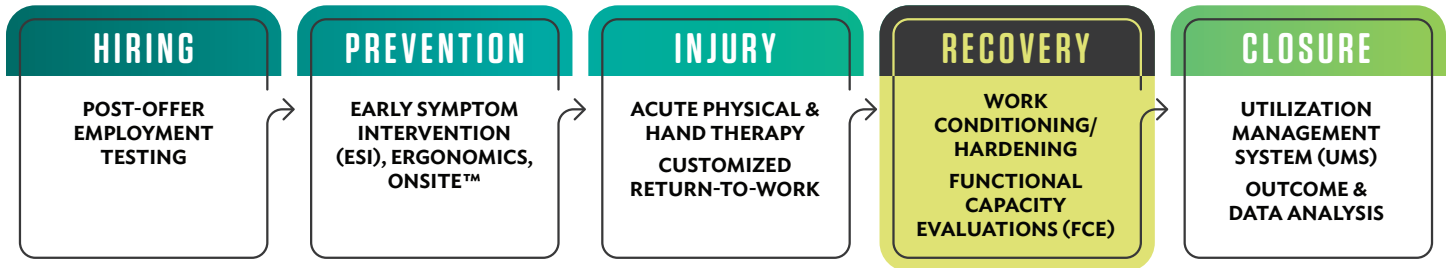 HIRING
POST-OFFER
EMPLOYMENT
TESTING
PREVENTION
EARLY SYMPTOM
INTERVENTION
(ESI), ERGONOMICS,
ONSITE™
INJURY
ACUTE PHYSICAL &
HAND THERAPY
CUSTOMIZED
RETURN-TO-WORK
RECOVERY
WORK
CONDITIONING/
HARDENING
FUNCTIONAL
CAPACITY
EVALUATIONS (FCE)
CLOSURE
UTILIZATION
MANAGEMENT
SYSTEM (UMS)
OUTCOME &
DATA ANALYSIS